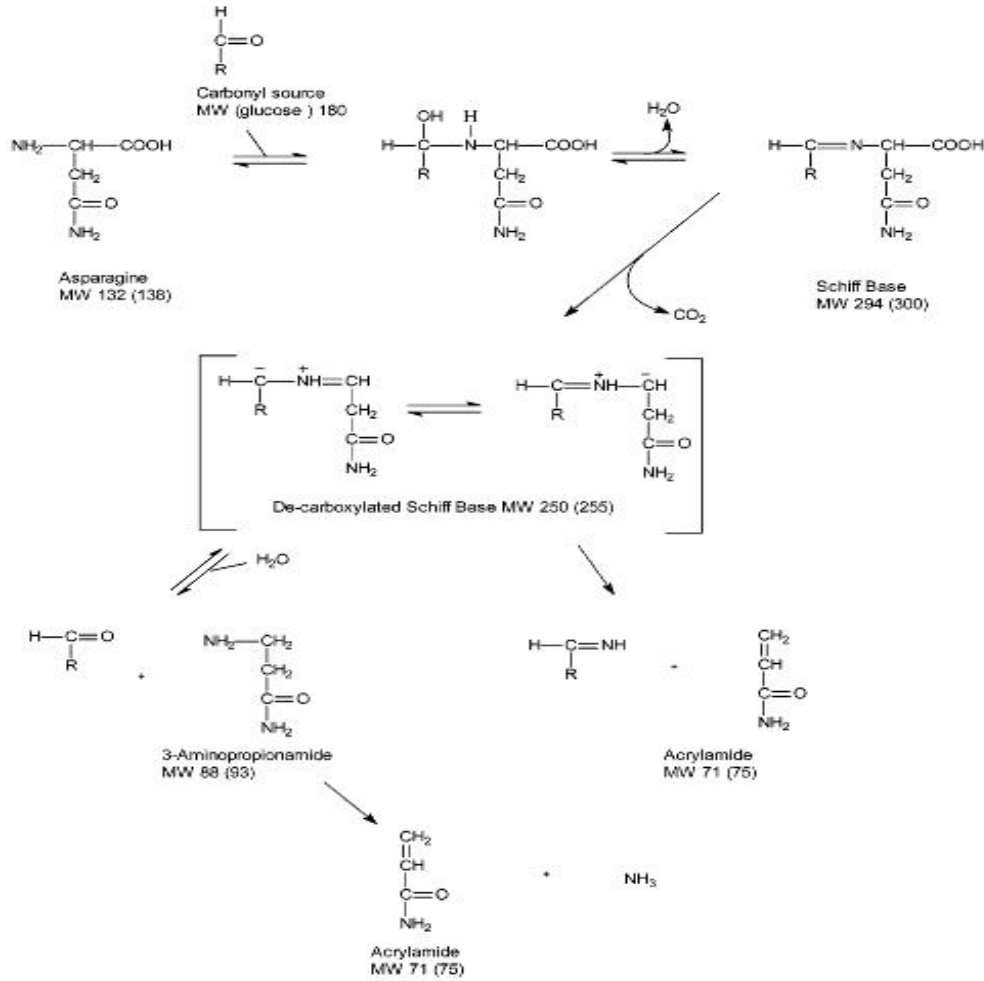 H
C=O
R
Carbonyl source
MW (glucose ) 180
NH₂—CH—COOH
CH₂
C=O
NH₂
Asparagine
MW 132 (138)
OH H
H—C—N—CH—COOH
R CH₂
C=O
NH₂
H₂O
H—C=N—CH—COOH
R CH₂
C=O
NH₂
Schiff Base
MW 294 (300)
CO₂
− +
H—C—NH=CH
R CH₂
C=O
NH₂
+ −
H—C=NH—CH
R CH₂
C=O
NH₂
De-carboxylated Schiff Base MW 250 (255)
H₂O
H—C=O
R
+
NH₂—CH₂
CH₂
C=O
NH₂
3-Aminopropionamide
MW 88 (93)
H—C=NH
R
+
CH₂
CH
C=O
NH₂
Acrylamide
MW 71 (75)
CH₂
CH
C=O
NH₂
Acrylamide
MW 71 (75)
+
NH₃